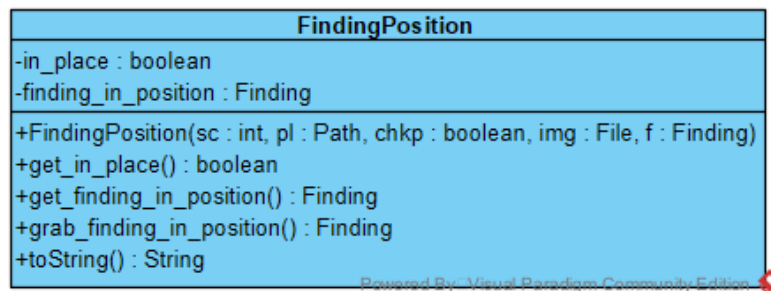 FindingPosition
-in_place : boolean
-finding_in_position : Finding
+FindingPosition(sc : int, pl : Path, chkp : boolean, img : File, f : Finding)
+get_in_place() : boolean
+get_finding_in_position() : Finding
+grab_finding_in_position() : Finding
+toString() : String
Powered By Visual Paradigm Community Edition